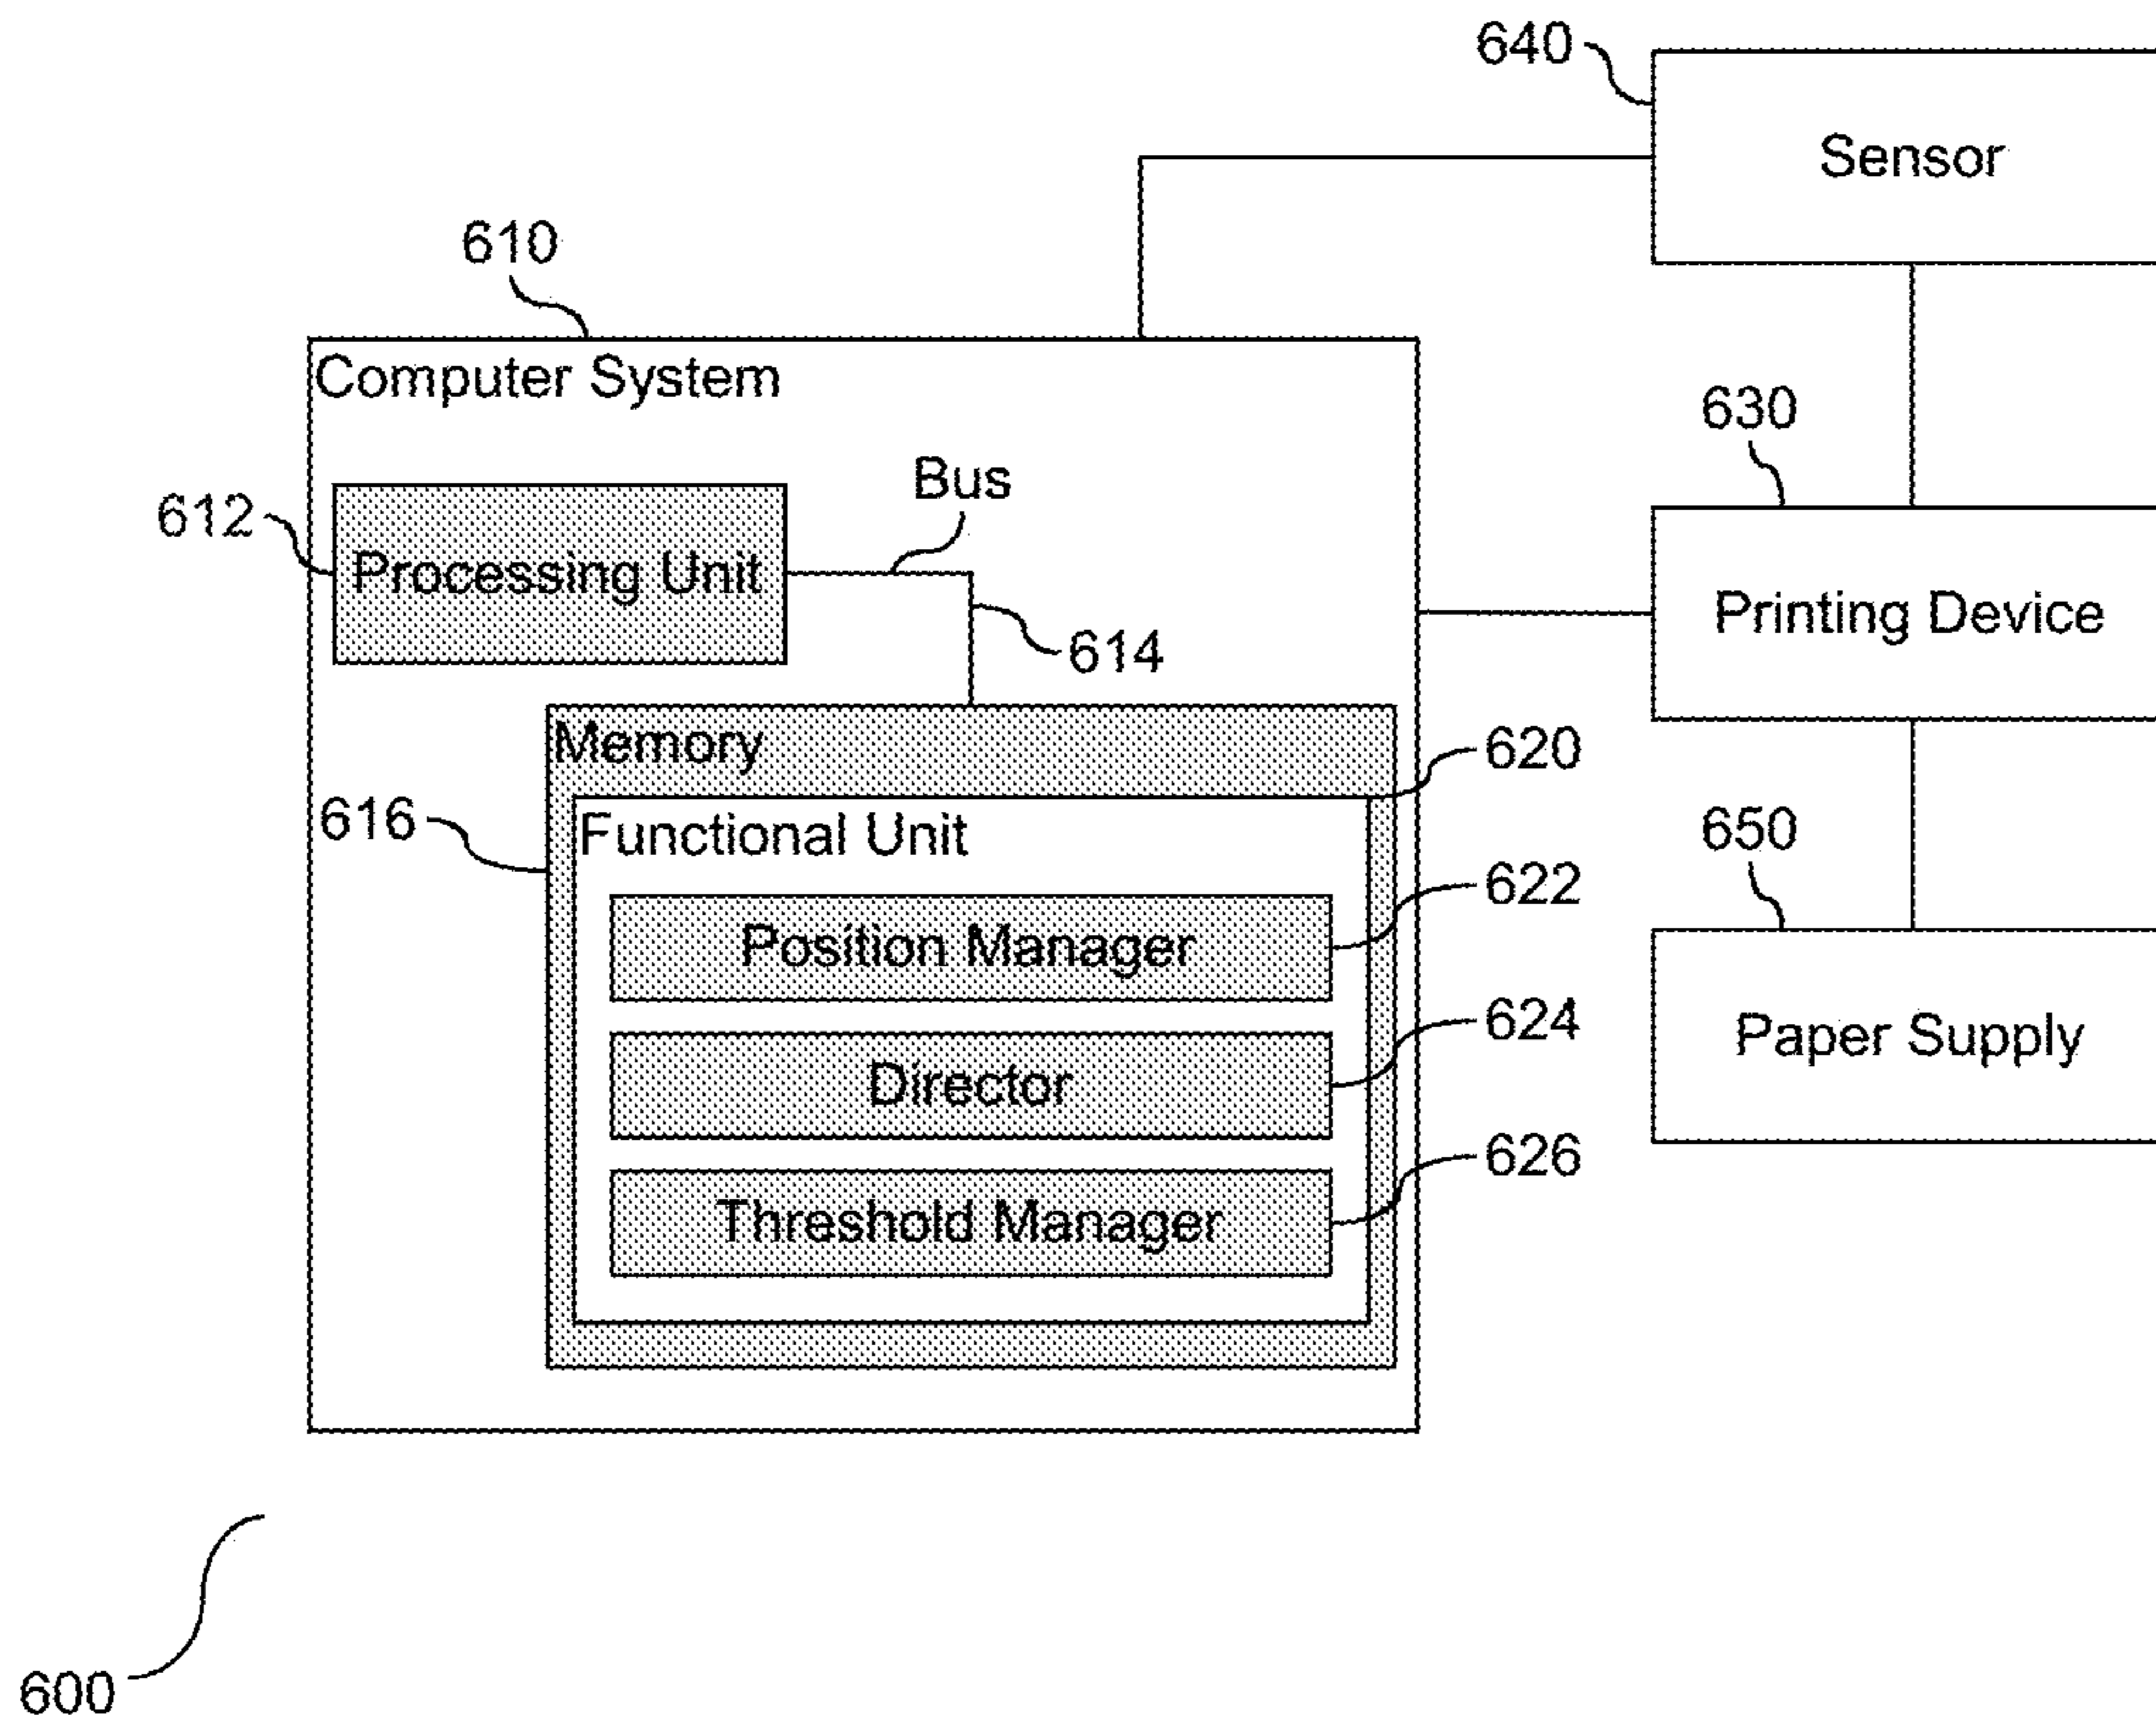 640
Sensor
610
Computer System
630
Bus
612
Processing Unit
Printing Device
614
Memory
620
616
Functional Unit
650
622
Position Manager
624
Paper Supply
Director
626
Threshold Manager
600